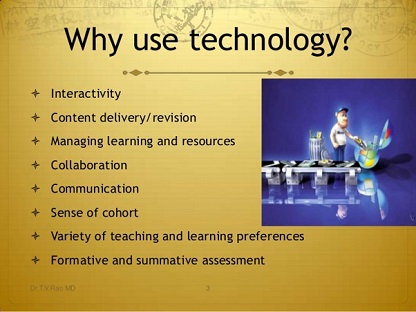 Why use technology?
Interactivity
Content delivery/revision
Managing learning and resources
Collaboration
Communication
Sense of cohort
Variety of teaching and learning preferences
Formative and summative assessment
Dr.T.V.Rao MD
3